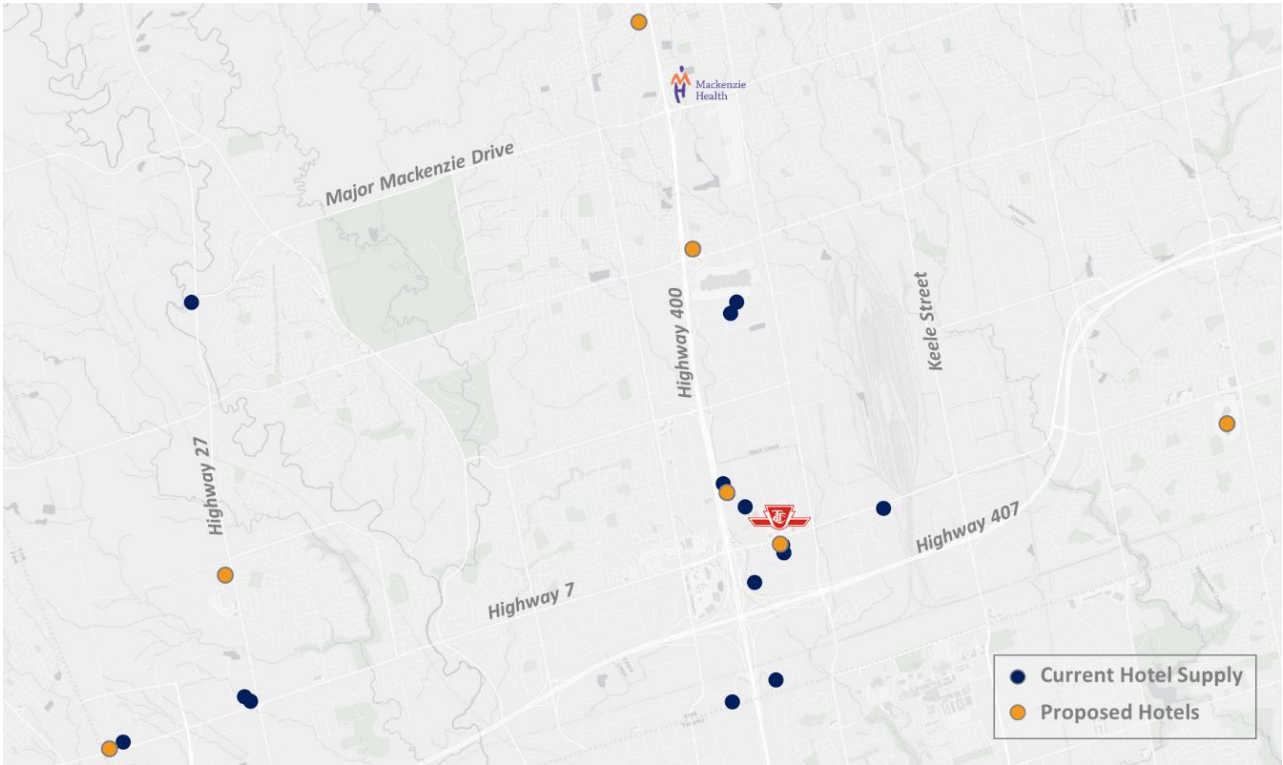 Mackenzie
Health
Major Mackenzie Drive
Highway 400
Keele Street
Highway 27
TTC
Highway 407
Highway 7
Current Hotel Supply
Proposed Hotels